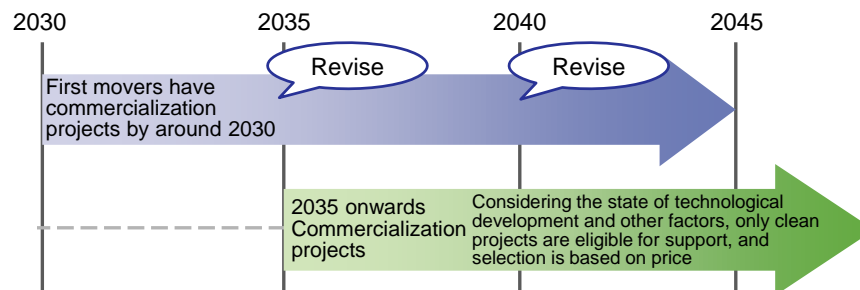 2030
2035
2040
2045
Revise
Revise
First movers have
commercialization
projects by around 2030
2035 onwards
Commercialization
projects
Considering the state of technological
development and other factors, only clean
projects are eligible for support, and
selection is based on price